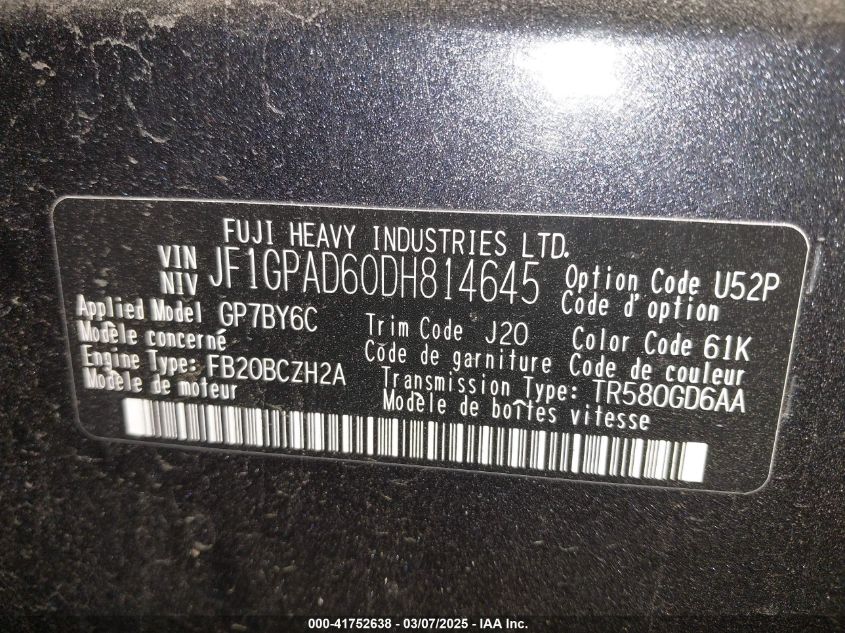 FUJI HEAVY INDUSTRIES LTD.
VIN
NIV JF1GPAD60DH814645
Option Code U52P
Code d'option
Applied Model GP7BY6C
Modèle concerné
Trim Code J20
Code de garniture
Color Code 61K
Code de couleur
Engine Type: FB20BCZH2A
Modèle de moteur
Transmission Type: TR580GD6AA
Modèle de boîtes vitesse
000-41752638 — 03/07/2025 — IAA Inc.